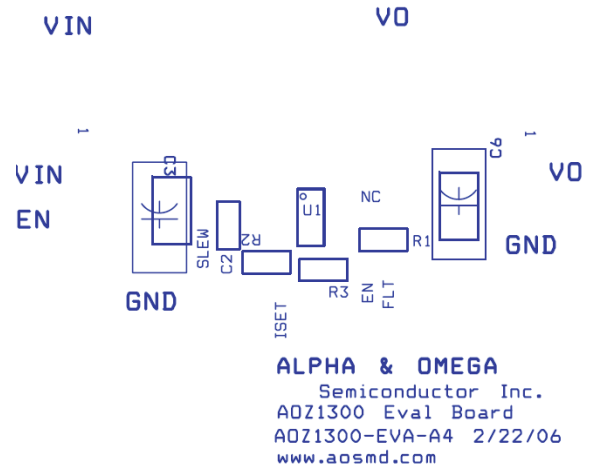 VIN
VO
1
1
C3
C6
VIN
VO
EN
NC
U1
SLEW
C2
R2
R1
GND
R3
EN
FLT
GND
ISET
ALPHA & OMEGA
Semiconductor Inc.
AOZ1300 Eval Board
AOZ1300-EVA-A4 2/22/06
www.aosmd.com